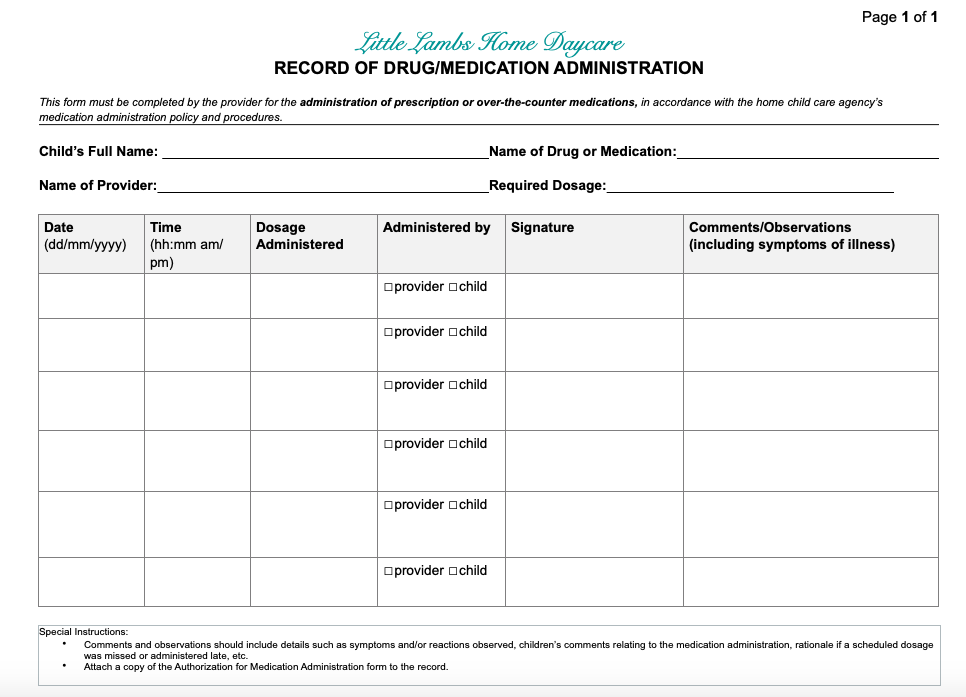 Page 1 of 1
Little Lambs Home Daycare
RECORD OF DRUG/MEDICATION ADMINISTRATION
This form must be completed by the provider for the administration of prescription or over-the-counter medications, in accordance with the home child care agency’s
medication administration policy and procedures.
Child’s Full Name: Name of Drug or Medication:
Name of Provider: Required Dosage:
Date Time Dosage Administered by Signature Comments/Observations
(dd/mm/yyyy) (hh:mm am/ Administered (including symptoms of illness)
pm)
□provider □child
□provider □child
□provider □child
□provider □child
□provider □child
□provider □child
Special Instructions:
• Comments and observations should include details such as symptoms and/or reactions observed, children’s comments relating to the medication administration, rationale if a scheduled dosage
was missed or administered late, etc.
• Attach a copy of the Authorization for Medication Administration form to the record.